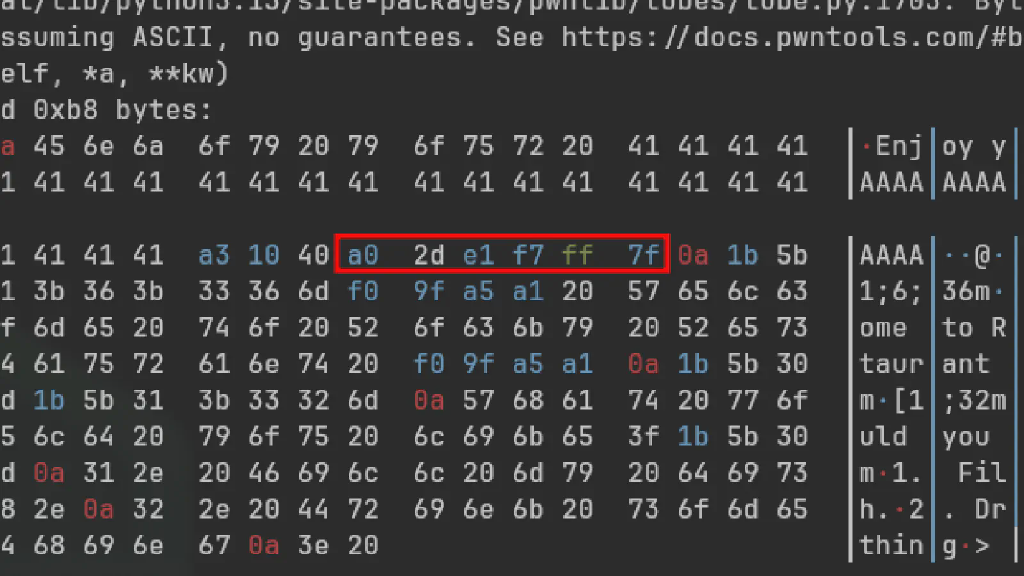 at/lib/python3.13/site-packages/pwnlib/tubes/tube.py:1703: Byt
ssuming ASCII, no guarantees. See https://docs.pwntools.com/#b
elf, *a, **kw)
d 0xb8 bytes:
a 45 6e 6a 6f 79 20 79 6f 75 72 20 41 41 41 41 │·Enj│oy y│
1 41 41 41 41 41 41 41 41 41 41 41 41 41 41 41 │AAAA│AAAA│
1 41 41 41 a3 10 40 a0 2d e1 f7 ff 7f 0a 1b 5b │AAAA│··@·│
1 3b 36 3b 33 36 6d f0 9f a5 a1 20 57 65 6c 63 │1;6;│36m·│
f 6d 65 20 74 6f 20 52 6f 63 6b 79 20 52 65 73 │ome │to R│
4 61 75 72 61 6e 74 20 f0 9f a5 a1 0a 1b 5b 30 │taur│ant │
d 1b 5b 31 3b 33 32 6d 0a 57 68 61 74 20 77 6f │m·[1│;32m│
5 6c 64 20 79 6f 75 20 6c 69 6b 65 3f 1b 5b 30 │uld │you │
d 0a 31 2e 20 46 69 6c 6c 20 6d 79 20 64 69 73 │m·1.│ Fil│
8 2e 0a 32 2e 20 44 72 69 6e 6b 20 73 6f 6d 65 │h.·2│. Dr│
4 68 69 6e 67 0a 3e 20 │thin│g·> │